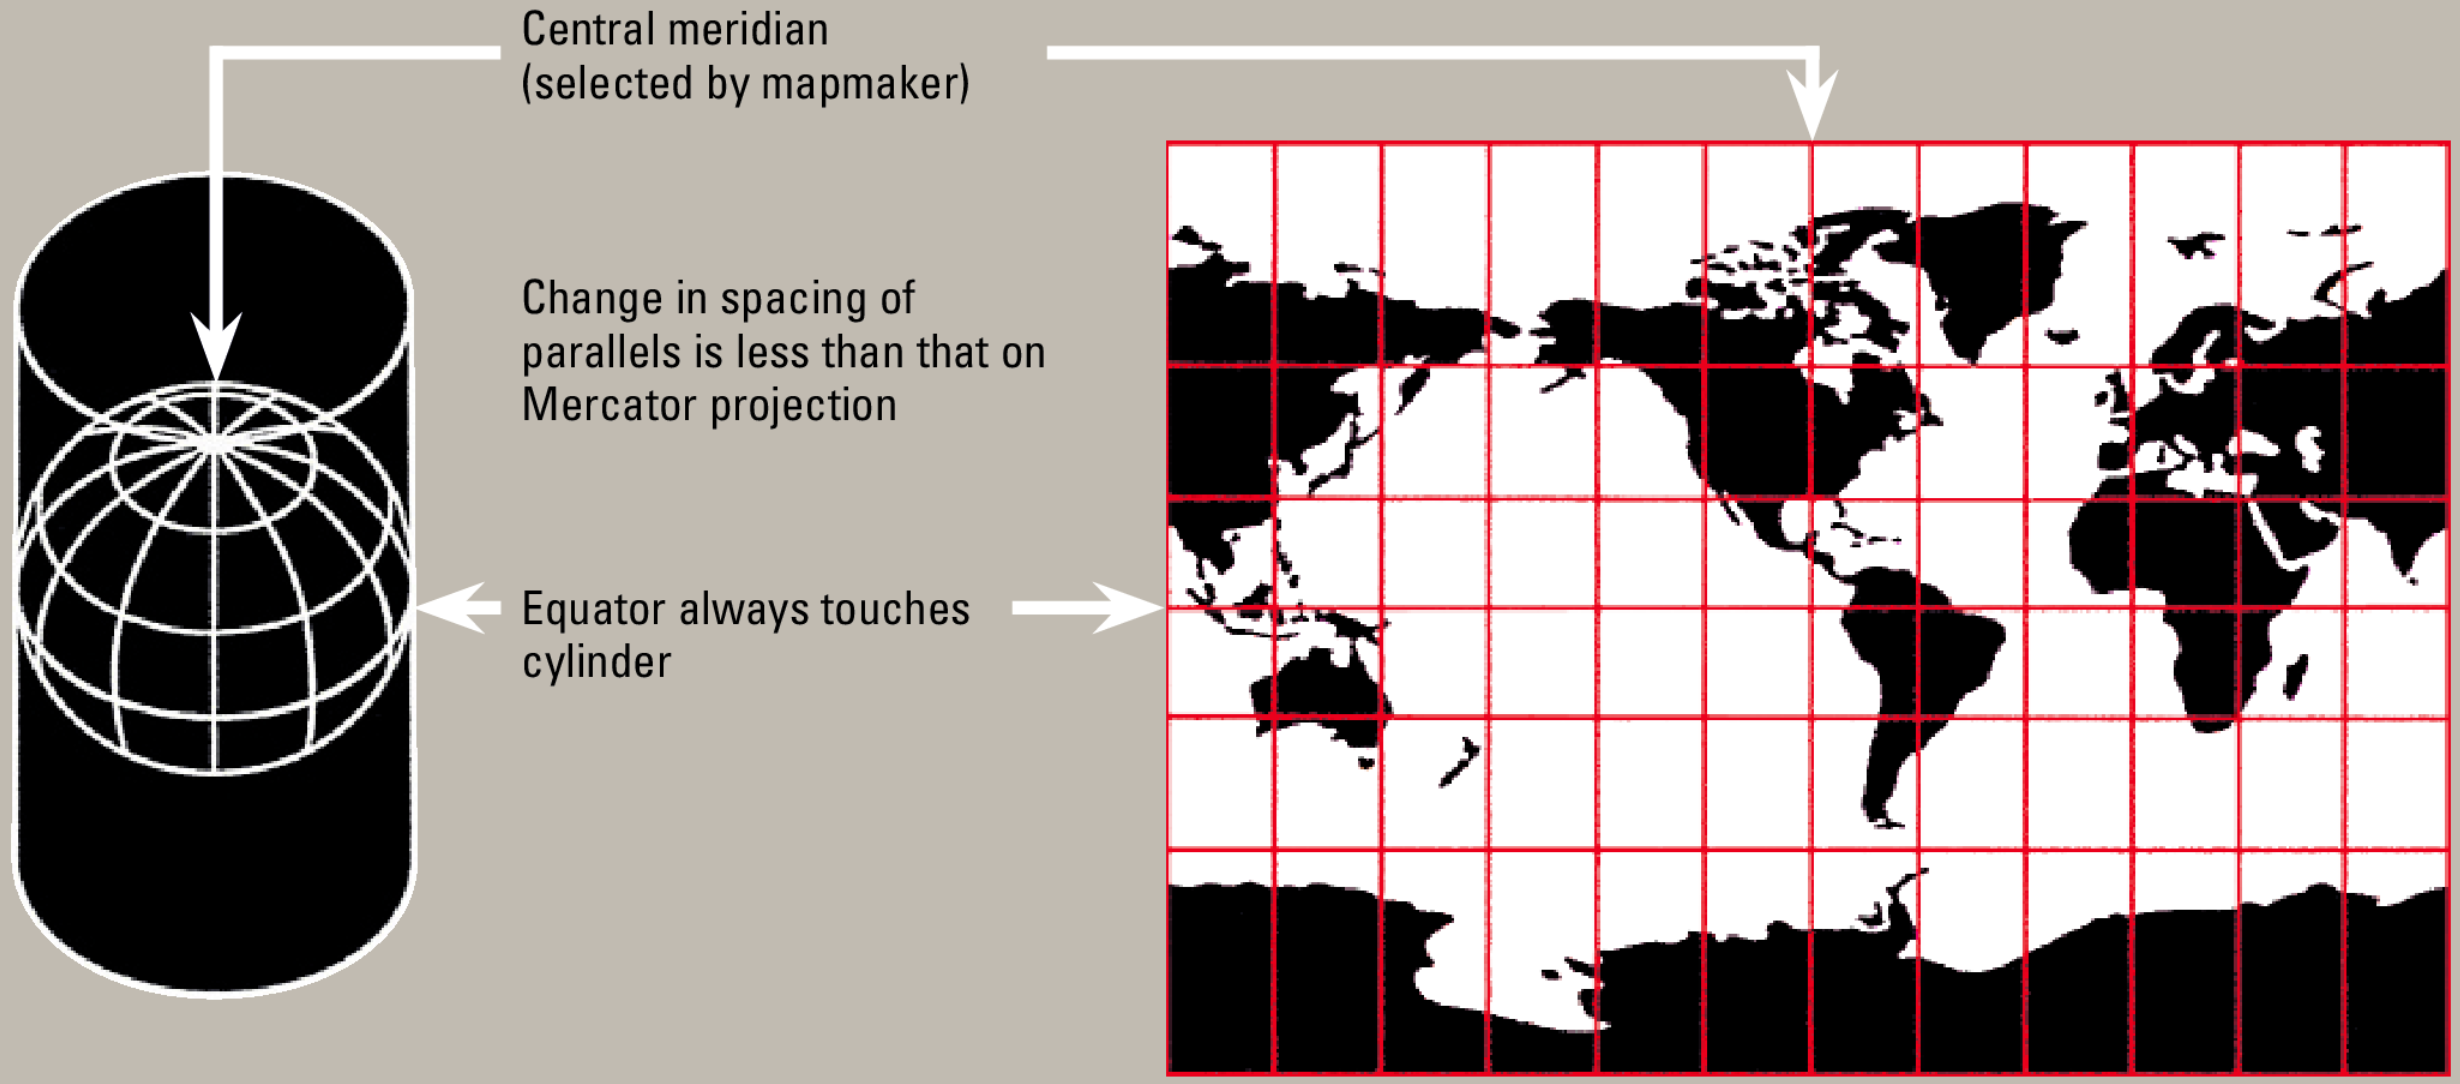 Central meridian
(selected by mapmaker)
Change in spacing of
parallels is less than that on
Mercator projection
Equator always touches
cylinder